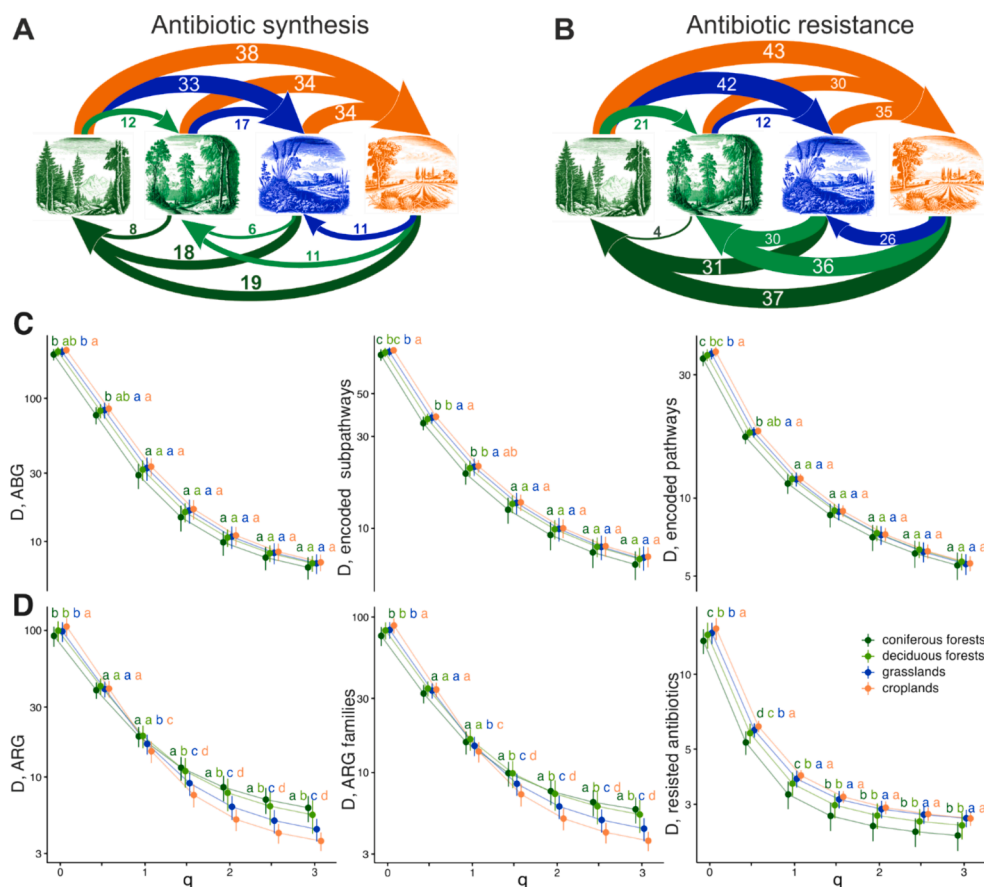 A Antibiotic synthesis
B Antibiotic resistance
38
33 34
34
12 17
8 6 11
18 11
19
43
42 30
35
21 12
4 30 26
31 36
37
C
D, ABG
100
30
10
b ab b a
b ab a a
a a a a
a a a a
a a a a
a a a a
a a a a
D, encoded subpathways
50
30
10
c bc b a
b b a a
b b a ab
a a a a
a a a a
a a a a
a a a a
D, encoded pathways
30
10
5
c bc b a
b ab a a
a a a a
a a a a
a a a a
a a a a
a a a a
D
D, ARG
100
30
10
3
b b b a
a a a a
a a b c
a b c d
a b c d
a b c d
a b c d
0 1 2 3
q
D, ARG families
100
30
10
3
b b b a
a a a a
a a b c
a b c d
a b c d
a b c d
a b c d
0 1 2 3
q
D, resisted antibiotics
10
5
3
c b b a
d c b a
c b a a
b b a a
b b a a
b b a a
b b a a
0 1 2 3
q
coniferous forests
deciduous forests
grasslands
croplands